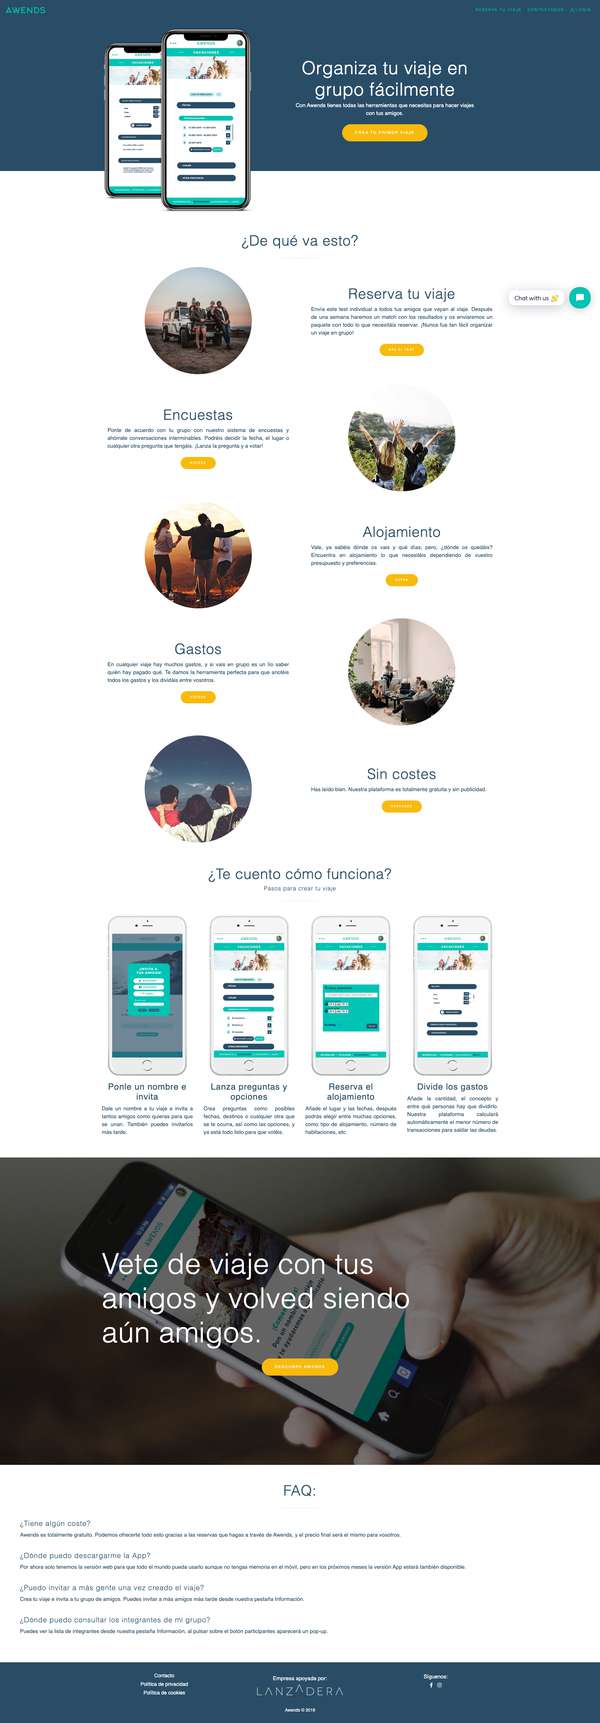 AWENDS
RESERVA TU VIAJE CONTÁCTANOS LOGIN
Organiza tu viaje en
grupo fácilmente
Con Awends tienes todas las herramientas que necesitas para hacer viajes
con tus amigos.
CREA TU PRIMER VIAJE
AWENDS
VACACIONES
¿De qué va esto?
Reserva tu viaje
Envía este test individual a todos tus amigos que vayan al viaje. Después
de una semana haremos un match con los resultados y os enviaremos un
paquete con todo lo que necesitáis reservar. ¡Nunca fue tan fácil organizar
un viaje en grupo!
Chat with us
Encuestas
Ponte de acuerdo con tu grupo con nuestro sistema de encuestas y
ahórrate conversaciones interminables. Podréis decidir la fecha, el lugar o
cualquier otra pregunta que tengáis. ¡Lanza la pregunta y a votar!
Alojamiento
Vale, ya sabéis dónde os vais y qué días, pero, ¿dónde os quedáis?
Encuentra en alojamiento lo que necesitéis dependiendo de vuestro
presupuesto y preferencias.
Gastos
En cualquier viaje hay muchos gastos, y si vais en grupo es un lío saber
quién hay pagado qué. Te damos la herramienta perfecta para que anotéis
todos los gastos y los dividáis entre vosotros.
Sin costes
Has leído bien. Nuestra plataforma es totalmente gratuita y sin publicidad.
¿Te cuento cómo funciona?
Pasos para crear tu viaje
¡INVITA A
TUS AMIGOS!
AWENDS
VACACIONES
AWENDS
VACACIONES
AWENDS
VACACIONES
Ponle un nombre e
invita
Dale un nombre a tu viaje e invita a
tantos amigos como quieras para que
se unan. También puedes invitarlos
más tarde.
Lanza preguntas y
opciones
Crea preguntas como posibles
fechas, destinos o cualquier otra que
se te ocurra, así como las opciones, y
ya está todo listo para que votéis.
Reserva el
alojamiento
Añade el lugar y las fechas, después
podrás elegir entre muchas opciones,
como tipo de alojamiento, número de
habitaciones, etc
Divide los gastos
Añade la cantidad, el concepto y
entre qué personas hay que dividirlo.
Nuestra plataforma calculará
automáticamente el menor número de
transacciones para saldar las deudas.
AWENDS
Vete de viaje con tus
amigos y volved siendo
aún amigos.
DESCUBRE AWENDS
FAQ:
¿Tiene algún coste?
Awends es totalmente gratuito. Podemos ofrecerte todo esto gracias a las reservas que hagas a través de Awends, y el precio final será el mismo para vosotros.
¿Dónde puedo descargarme la App?
Por ahora solo tenemos la versión web para que todo el mundo pueda usarlo aunque no tengas memoria en el móvil, pero en los próximos meses la versión App estará también disponible.
¿Puedo invitar a más gente una vez creado el viaje?
Crea tu viaje e invita a tu grupo de amigos. Puedes invitar a más amigos más tarde desde nuestra pestaña Información.
¿Dónde puedo consultar los integrantes de mi grupo?
Puedes ver la lista de integrantes desde nuestra pestaña Información, al pulsar sobre el botón participantes aparecerá un pop-up.
Contacto
Política de privacidad
Política de cookies
Empresa apoyada por:
LANZADERA
Síguenos:
Awends © 2019